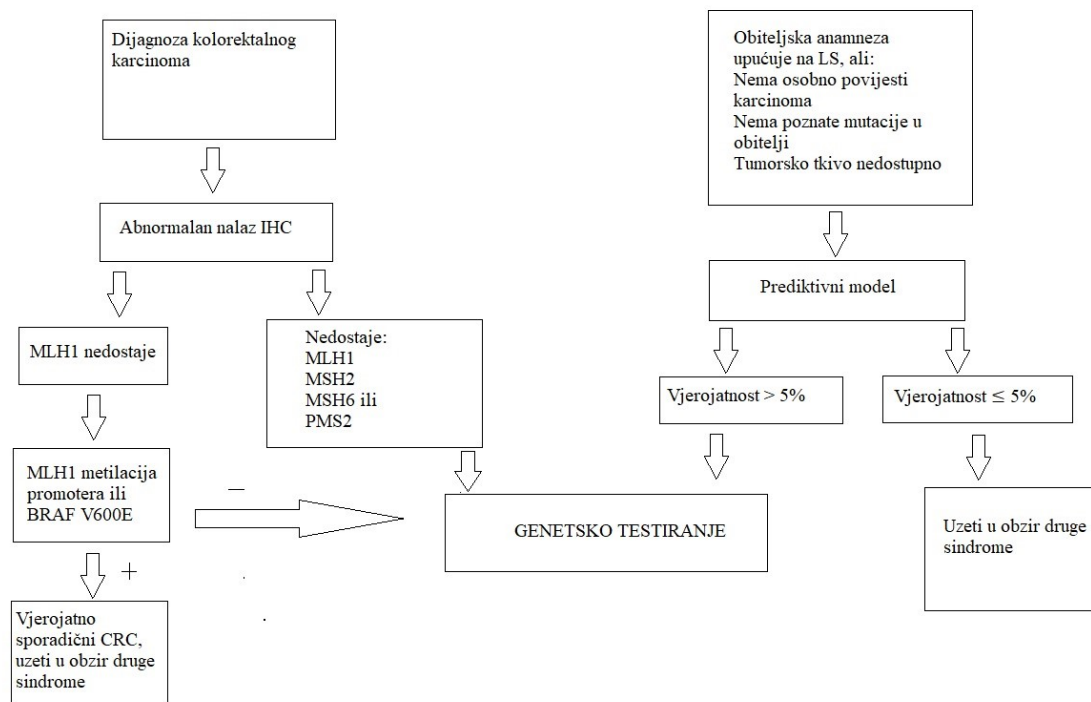 Dijagnoza kolorektalnog
karcinoma
Abnormalan nalaz IHC
MLH1 nedostaje
Nedostaje:
MLH1
MSH2
MSH6 ili
PMS2
MLH1 metilacija
promotera ili
BRAF V600E
−
+
Vjerojatno
sporadični CRC,
uzeti u obzir druge
sindrome
GENETSKO TESTIRANJE
Obiteljska anamneza
upućuje na LS, ali:
Nema osobno povijesti
karcinoma
Nema poznate mutacije u
obitelji
Tumorsko tkivo nedostupno
Prediktivni model
Vjerojatnost > 5%
Vjerojatnost ≤ 5%
Uzeti u obzir druge
sindrome